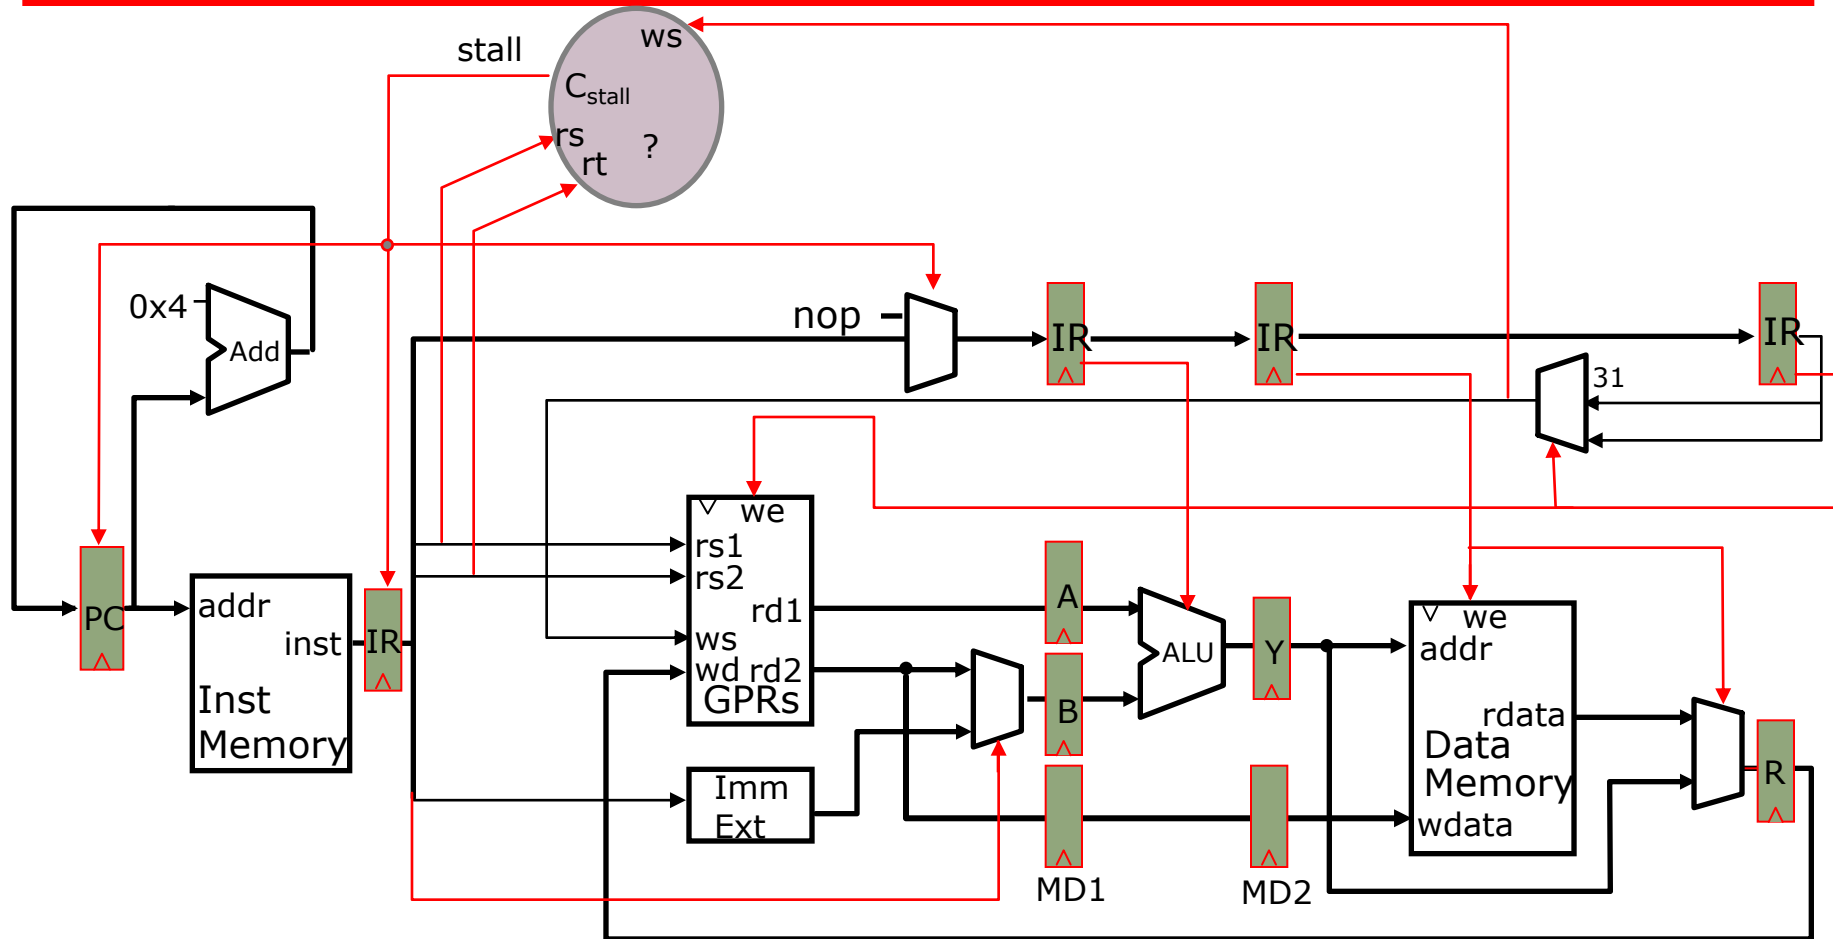 ws
stall
C stall
rs
?
rt
0x4
Add
nop
IR
IR
IR
31
we
rs1
rs2
rd1
ws
wd rd2
GPRs
A
B
ALU
Y
we
addr
rdata
Data
Memory
wdata
R
PC
addr
inst
Inst
Memory
IR
Imm
Ext
MD1
MD2